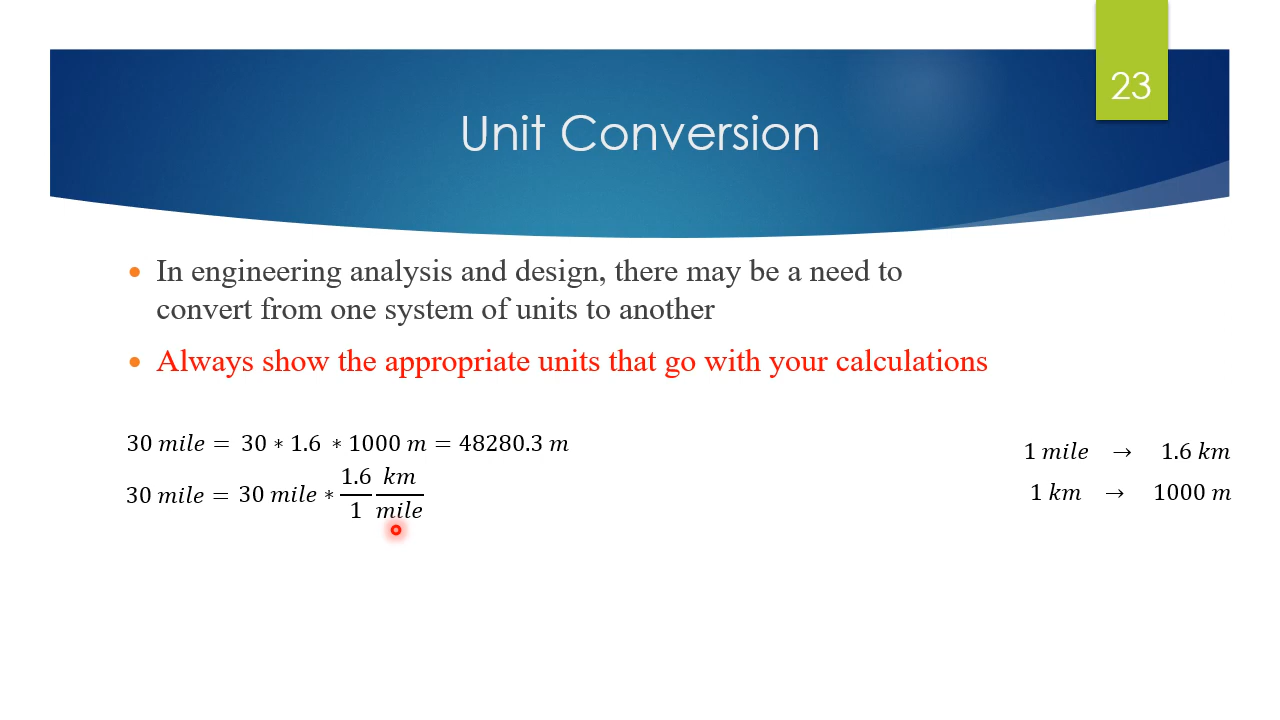 23
Unit Conversion
• In engineering analysis and design, there may be a need to
convert from one system of units to another
• Always show the appropriate units that go with your calculations
30 mile = 30 * 1.6 * 1000 m = 48280.3 m
30 mile = 30 mile * 1.6/1 km/mile
1 mile → 1.6 km
1 km → 1000 m